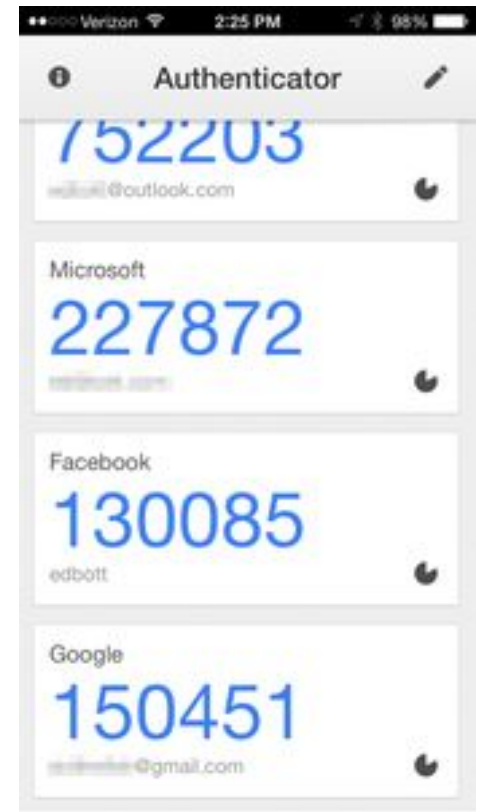 Verizon 2:25 PM 98%
Authenticator
752203
@outlook.com
Microsoft
227872
Facebook
130085
edbott
Google
150451
@gmail.com